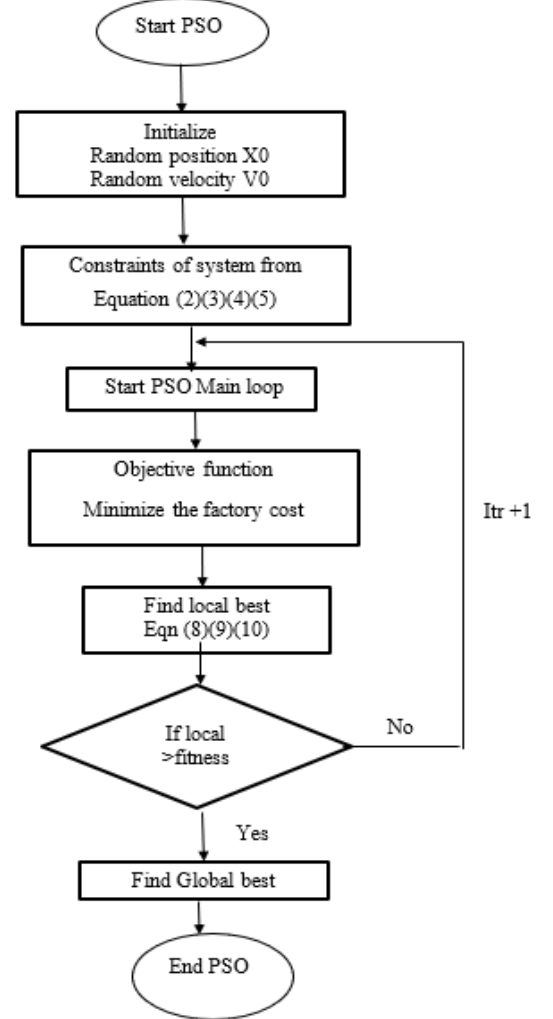 Start PSO
Initialize
Random position X0
Random velocity V0
Constraints of system from
Equation (2)(3)(4)(5)
Start PSO Main loop
Objective function
Minimize the factory cost
Itr +1
Find local best
Eqn (8)(9)(10)
If local
>fitness
No
Yes
Find Global best
End PSO